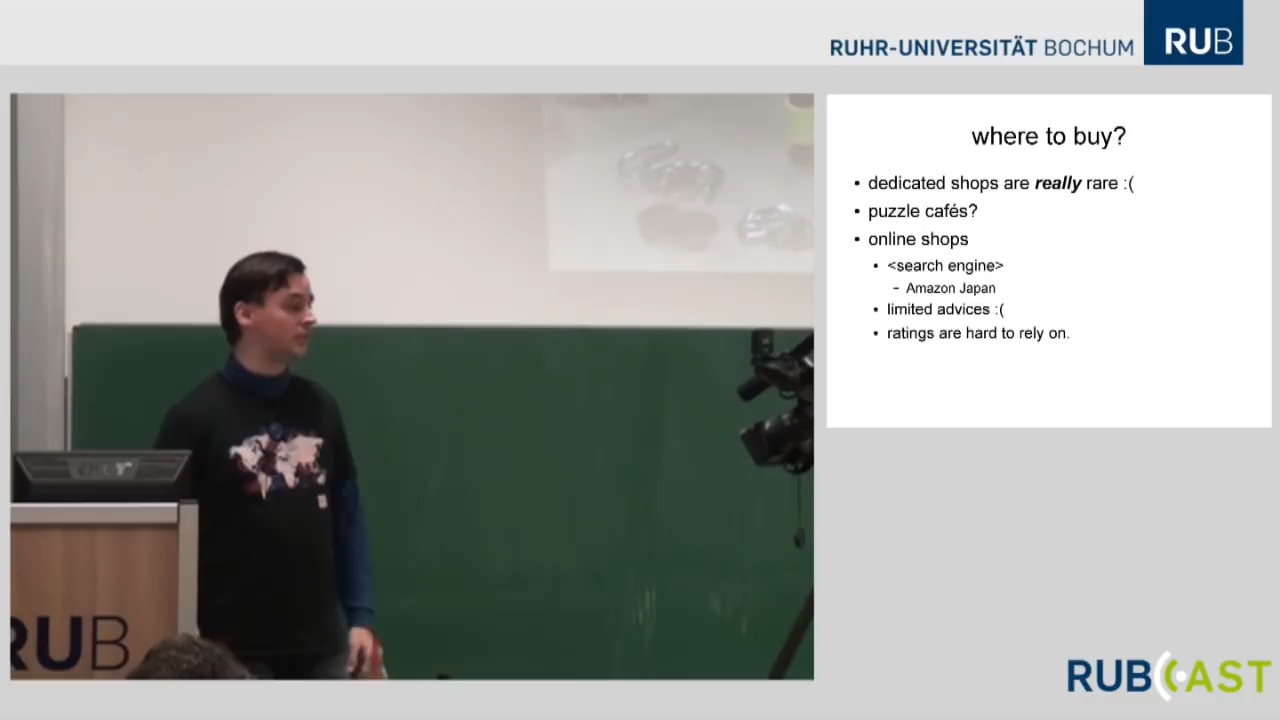 RUHR-UNIVERSITÄT BOCHUM
RUB
where to buy?
• dedicated shops are really rare :(
• puzzle cafés?
• online shops
• <search engine>
– Amazon Japan
• limited advices :(
• ratings are hard to rely on.
acer
RUB
RUBCAST